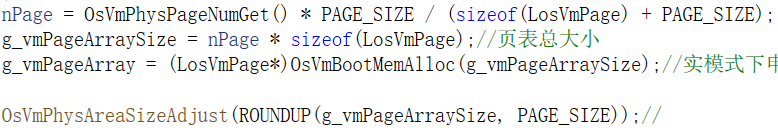 nPage = OsVmPhysPageNumGet() * PAGE_SIZE / (sizeof(LosVmPage) + PAGE_SIZE);
g_vmPageArraySize = nPage * sizeof(LosVmPage);//页表总大小
g_vmPageArray = (LosVmPage*)OsVmBootMemAlloc(g_vmPageArraySize);//实模式下
OsVmPhysAreaSizeAdjust(ROUNDUP(g_vmPageArraySize, PAGE_SIZE));//